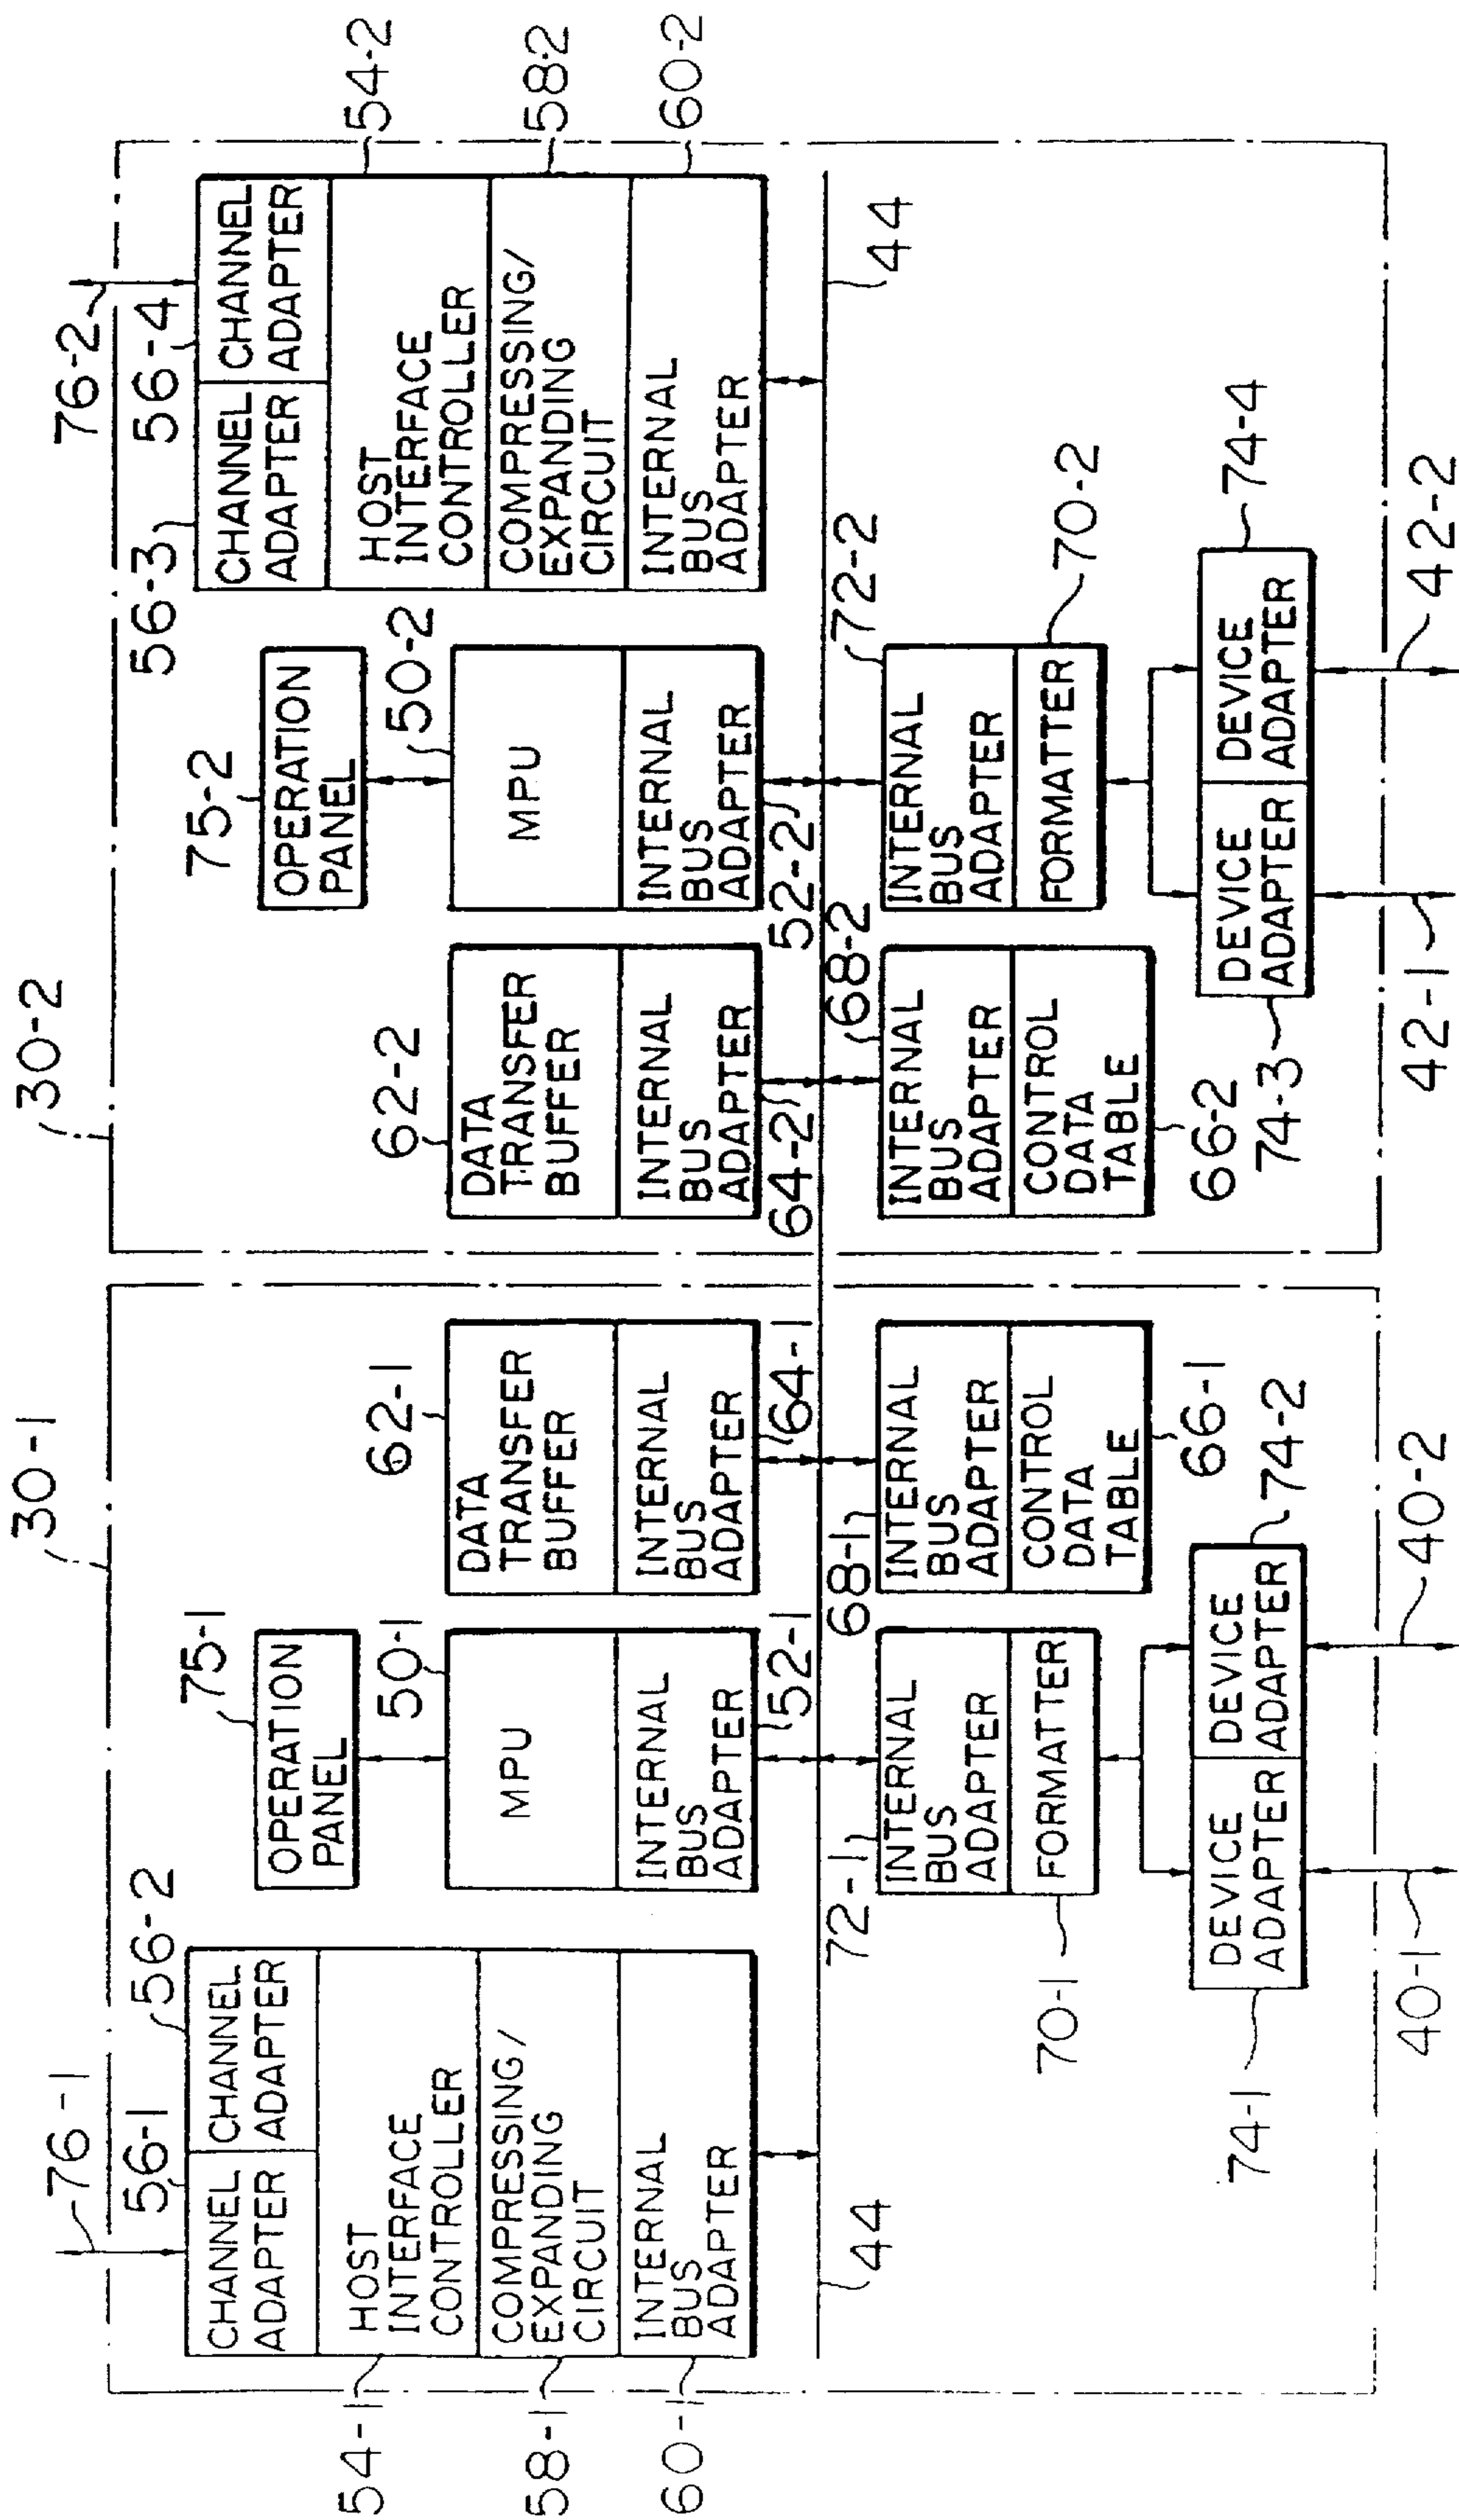 30-1
76-1
56-1
56-2
CHANNEL
ADAPTER
CHANNEL
ADAPTER
HOST
INTERFACE
CONTROLLER
COMPRESSING/
EXPANDING
CIRCUIT
INTERNAL
BUS
ADAPTER
54-1
58-1
60-1
75-1
OPERATION
PANEL
50-1
MPU
INTERNAL
BUS
ADAPTER
52-1
62-1
DATA
TRANSFER
BUFFER
INTERNAL
BUS
ADAPTER
64-1
44
72-1
INTERNAL
BUS
ADAPTER
FORMATTER
70-1
68-1
INTERNAL
BUS
ADAPTER
CONTROL
DATA
TABLE
66-1
DEVICE
ADAPTER
DEVICE
ADAPTER
74-1
74-2
40-1
40-2
30-2
62-2
DATA
TRANSFER
BUFFER
INTERNAL
BUS
ADAPTER
64-2
75-2
OPERATION
PANEL
50-2
MPU
INTERNAL
BUS
ADAPTER
52-2
76-2
56-3
56-4
CHANNEL
ADAPTER
CHANNEL
ADAPTER
HOST
INTERFACE
CONTROLLER
COMPRESSING/
EXPANDING
CIRCUIT
INTERNAL
BUS
ADAPTER
54-2
58-2
60-2
44
68-2
INTERNAL
BUS
ADAPTER
CONTROL
DATA
TABLE
66-2
72-2
INTERNAL
BUS
ADAPTER
FORMATTER
70-2
DEVICE
ADAPTER
DEVICE
ADAPTER
74-3
74-4
42-1
42-2